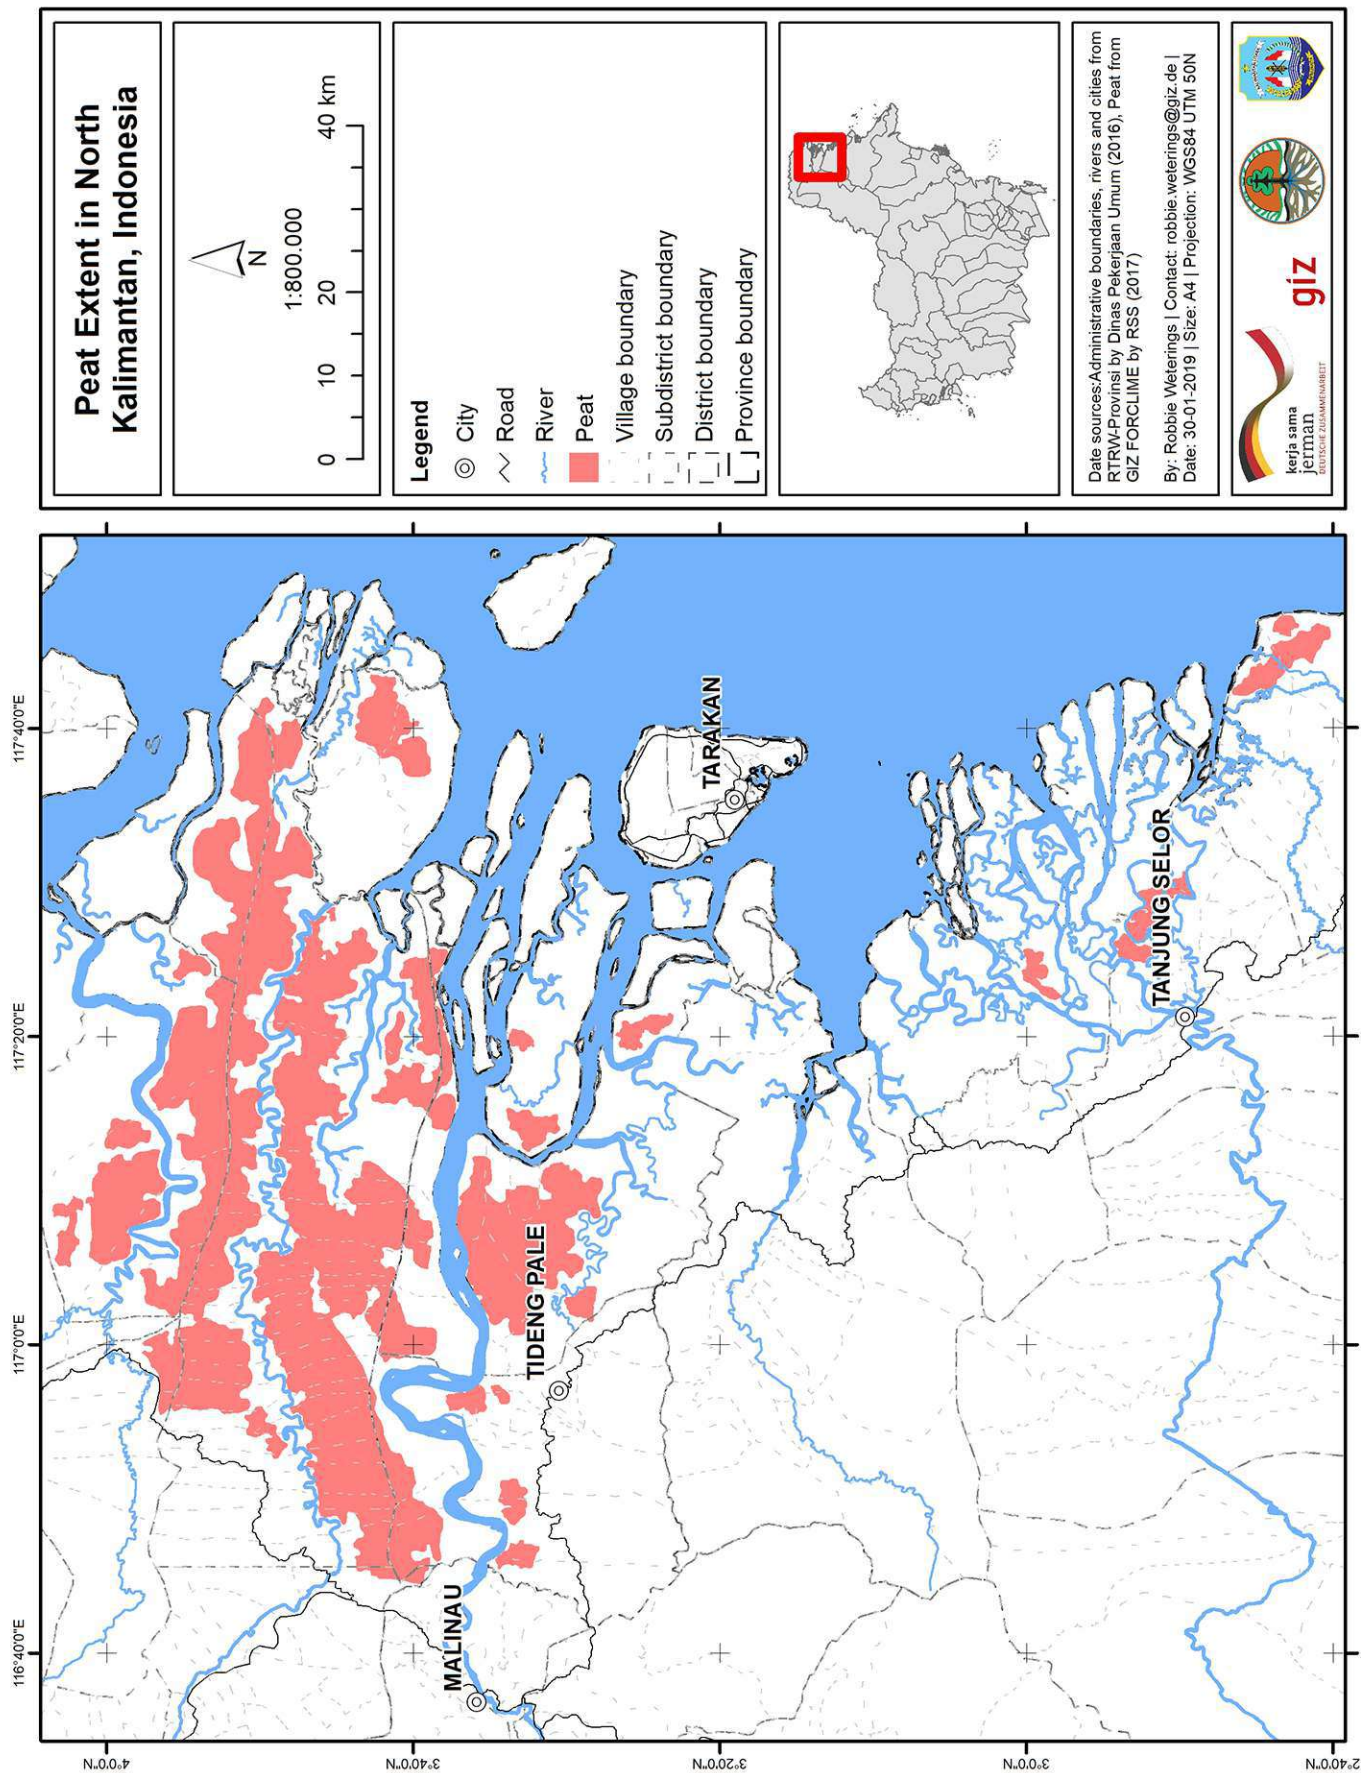 Peat Extent in North
Kalimantan, Indonesia
N
1:800.000
0 10 20 40 km
Legend
City
Road
River
Peat
Village boundary
Subdistrict boundary
District boundary
Province boundary
Date sources:Administrative boundaries, rivers and cities from
RTRW-Provinsi by Dinas Pekerjaan Umum (2016), Peat from
GIZ FORCLIME by RSS (2017)
By: Robbie Weterings | Contact: robbie.weterings@giz.de |
Date: 30-01-2019 | Size: A4 | Projection: WGS84 UTM 50N
kerja sama
jerman
DEUTSCHE ZUSAMMENARBEIT
giz
116°40'0"E
117°0'0"E
117°20'0"E
117°40'0"E
4°0'0"N
3°40'0"N
3°20'0"N
3°0'0"N
2°40'0"N
MALINAU
TIDENG PALE
TARAKAN
TANJUNGSELOR